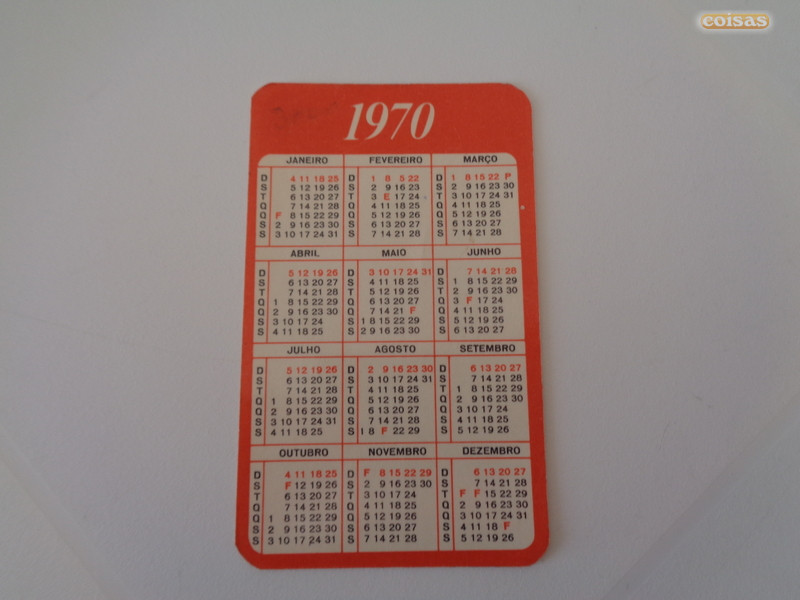 coisas
1970
JANEIRO
D 4 11 18 25
S 5 12 19 26
T 6 13 20 27
Q 7 14 21 28
Q F 8 15 22 29
S 2 9 16 23 30
S 3 10 17 24 31
FEVEREIRO
D 1 8 15 22
S 2 9 16 23
T 3 E 17 24
Q 4 11 18 25
Q 5 12 19 26
S 6 13 20 27
S 7 14 21 28
MARÇO
D 1 8 15 22 P
S 2 9 16 23 30
T 3 10 17 24 31
Q 4 11 18 25
Q 5 12 19 26
S 6 13 20 27
S 7 14 21 28
ABRIL
D 5 12 19 26
S 6 13 20 27
T 7 14 21 28
Q 1 8 15 22 29
Q 2 9 16 23 30
S 3 10 17 24
S 4 11 18 25
MAIO
D 3 10 17 24 31
S 4 11 18 25
T 5 12 19 26
Q 6 13 20 27
Q 7 14 21 F
S 1 8 15 22 29
S 2 9 16 23 30
JUNHO
D 7 14 21 28
S 1 8 15 22 29
T 2 9 16 23 30
Q 3 F 17 24
Q 4 11 18 25
S 5 12 19 26
S 6 13 20 27
JULHO
D 5 12 19 26
S 6 13 20 27
T 7 14 21 28
Q 1 8 15 22 29
Q 2 9 16 23 30
S 3 10 17 24 31
S 4 11 18 25
AGOSTO
D 2 9 16 23 30
S 3 10 17 24 31
T 4 11 18 25
Q 5 12 19 26
Q 6 13 20 27
S 7 14 21 28
S 1 8 F 22 29
SETEMBRO
D 6 13 20 27
S 7 14 21 28
T 1 8 15 22 29
Q 2 9 16 23 30
Q 3 10 17 24
S 4 11 18 25
S 5 12 19 26
OUTUBRO
D 4 11 18 25
S F 12 19 26
T 6 13 20 27
Q 7 14 21 28
Q 1 8 15 22 29
S 2 9 16 23 30
S 3 10 17 24 31
NOVEMBRO
D F 8 15 22 29
S 2 9 16 23 30
T 3 10 17 24
Q 4 11 18 25
Q 5 12 19 26
S 6 13 20 27
S 7 14 21 28
DEZEMBRO
D 6 13 20 27
S 7 14 21 28
T F F 15 22 29
Q 2 9 16 23 30
Q 3 10 17 24 31
S 4 11 18 F
S 5 12 19 26